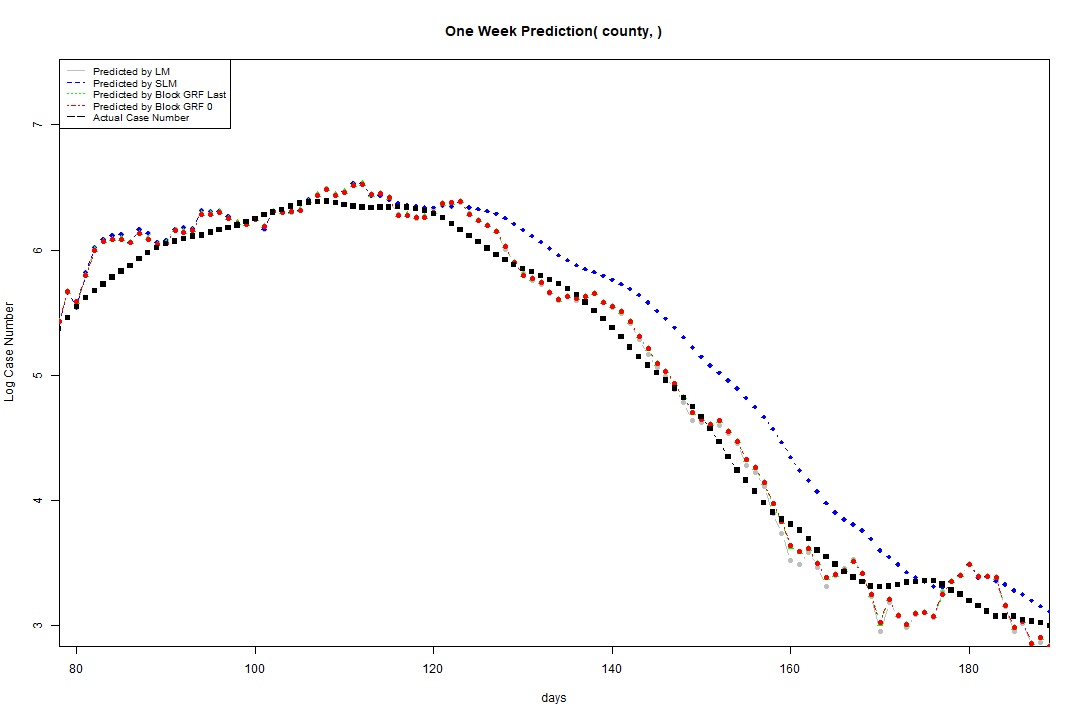 One Week Prediction( county, )
Predicted by LM
Predicted by SLM
Predicted by Block GRF Last
Predicted by Block GRF 0
Actual Case Number
Log Case Number
7
6
5
4
3
80 100 120 140 160 180
days